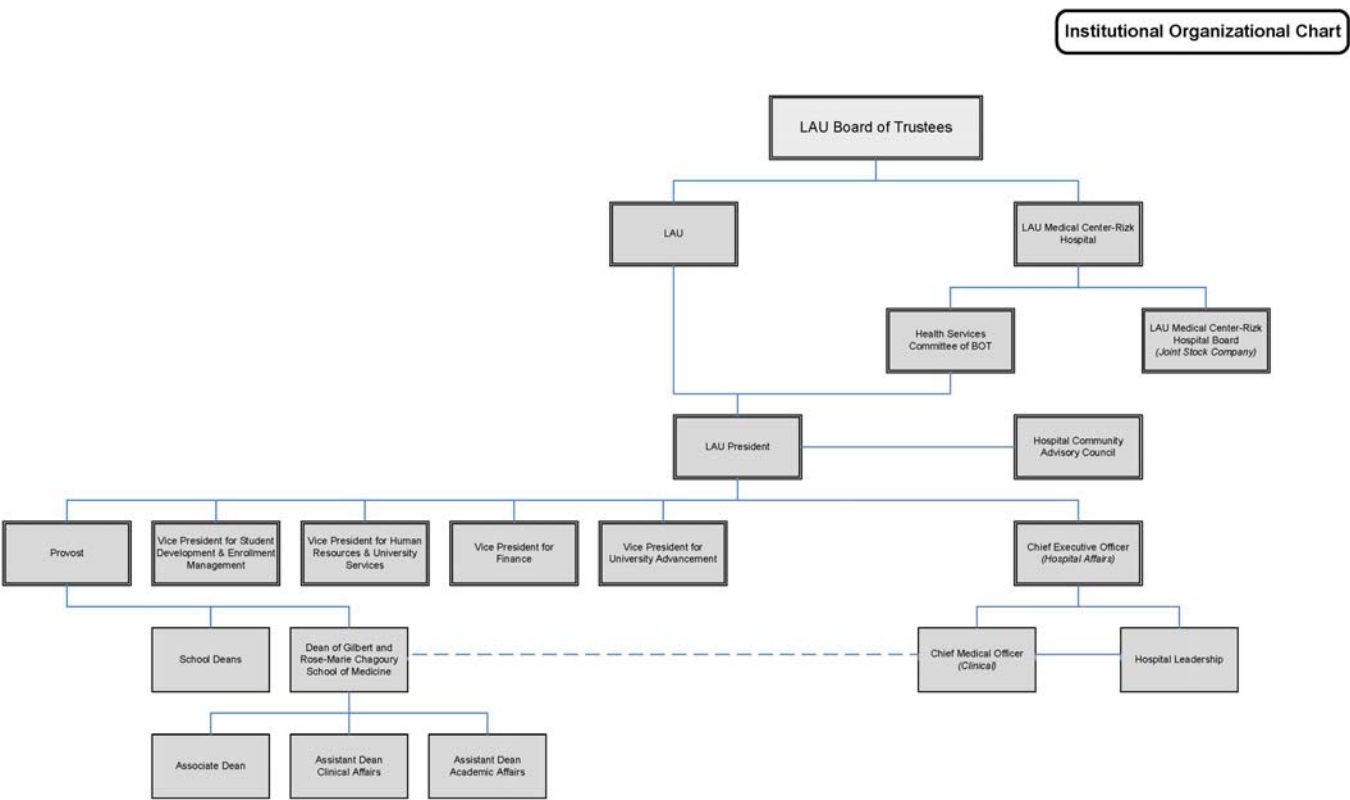 Institutional Organizational Chart
LAU Board of Trustees
LAU
LAU Medical Center-Rizk
Hospital
Health Services
Committee of BOT
LAU Medical Center-Rizk
Hospital Board
(Joint Stock Company)
LAU President
Hospital Community
Advisory Council
Provost
Vice President for Student
Development & Enrollment
Management
Vice President for Human
Resources & University
Services
Vice President for
Finance
Vice President for
University Advancement
Chief Executive Officer
(Hospital Affairs)
School Deans
Dean of Gilbert and
Rose-Marie Chagoury
School of Medicine
Chief Medical Officer
(Clinical)
Hospital Leadership
Associate Dean
Assistant Dean
Clinical Affairs
Assistant Dean
Academic Affairs